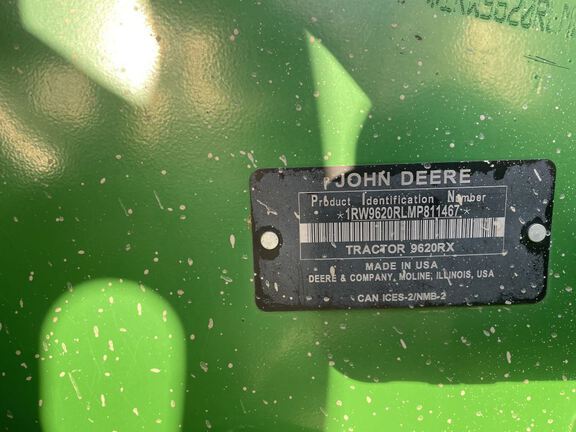 JOHN DEERE
Product Identification Number
*1RW9620RLMP811467*
TRACTOR 9620RX
MADE IN USA
DEERE & COMPANY, MOLINE, ILLINOIS, USA
CAN ICES-2/NMB-2